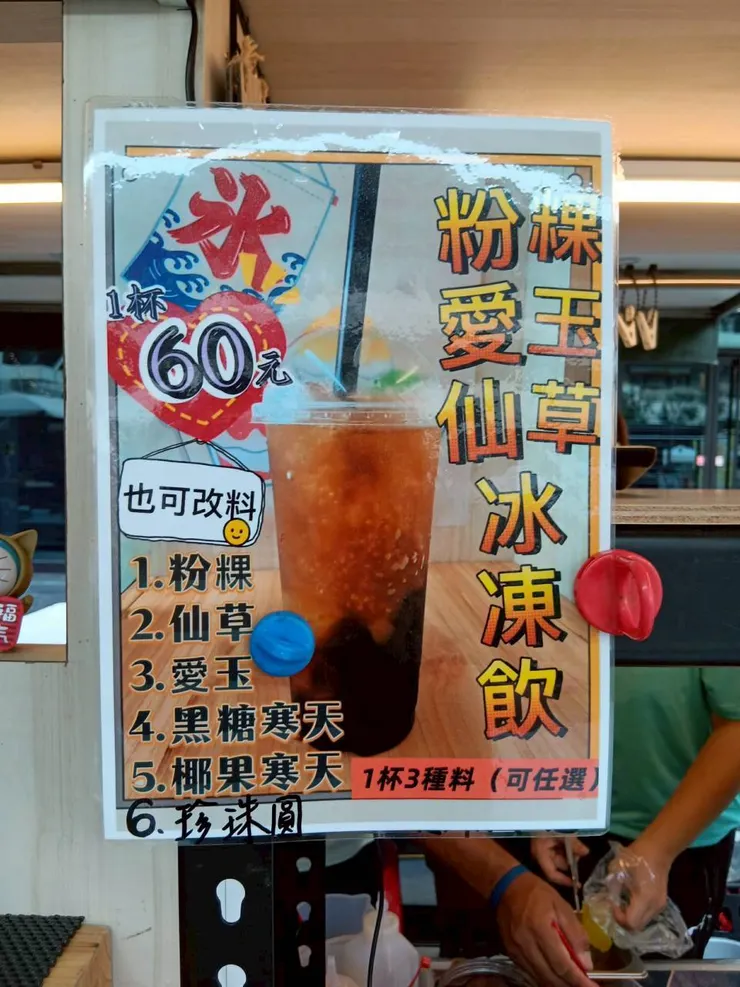 冰
1杯
60元
粉粿
愛玉
仙草
冰凍飲
也可改料
1.粉粿
2.仙草
3.愛玉
4.黑糖寒天
5.椰果寒天
6.珍珠圓
1杯3種料（可任選）
福